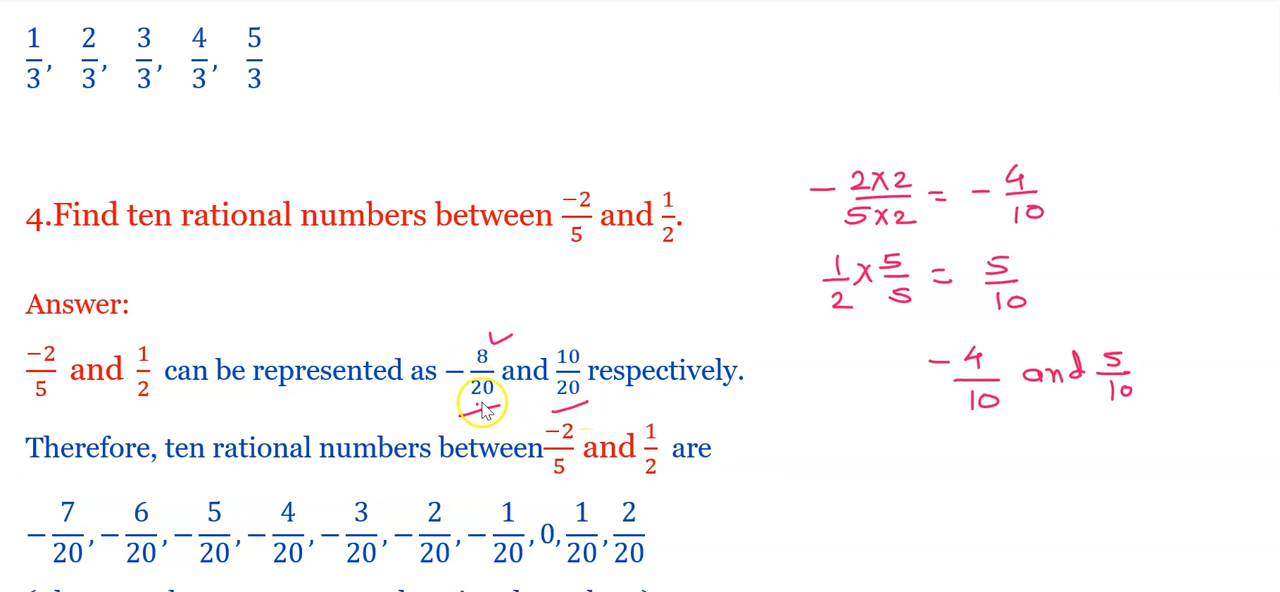 1/3, 2/3, 3/3, 4/3, 5/3
4.Find ten rational numbers between -2/5 and 1/2.
Answer:
-2/5 and 1/2 can be represented as -8/20 and 10/20 respectively.
Therefore, ten rational numbers between -2/5 and 1/2 are
-7/20, -6/20, -5/20, -4/20, -3/20, -2/20, -1/20, 0, 1/20, 2/20
- 2×2/5×2 = - 4/10
1/2 × 5/5 = 5/10
- 4/10 and 5/10